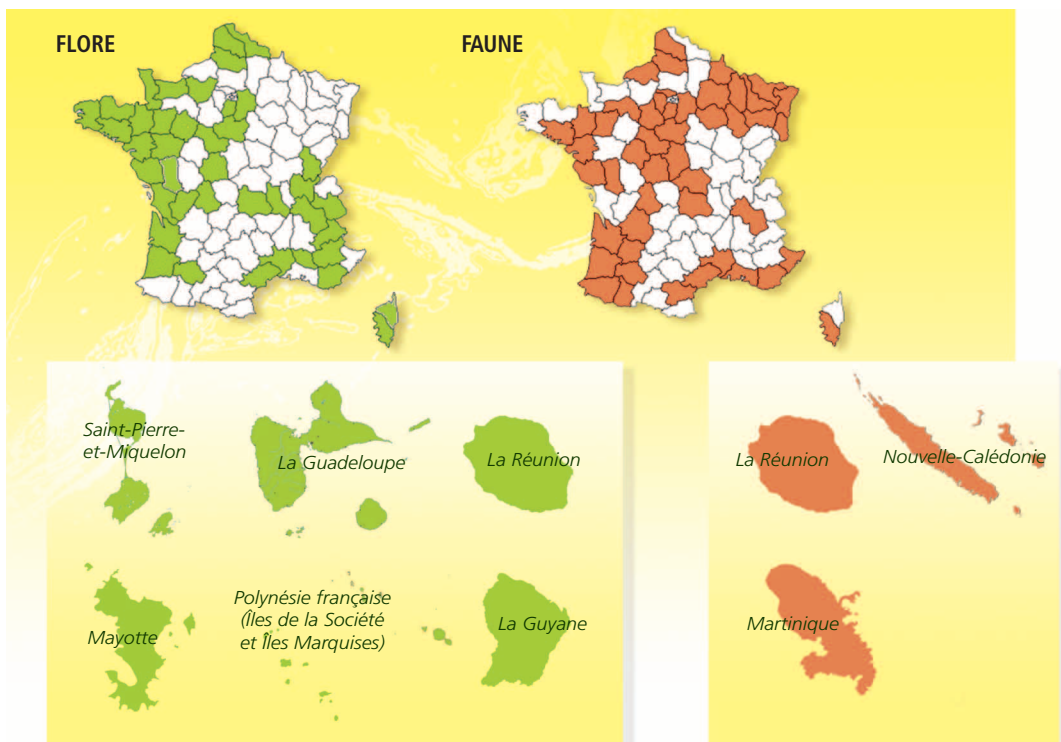 FLORE
FAUNE
Saint-Pierre-
et-Miquelon
La Guadeloupe
La Réunion
La Réunion
Nouvelle-Calédonie
Mayotte
Polynésie française
(Îles de la Société
et Îles Marquises)
La Guyane
Martinique